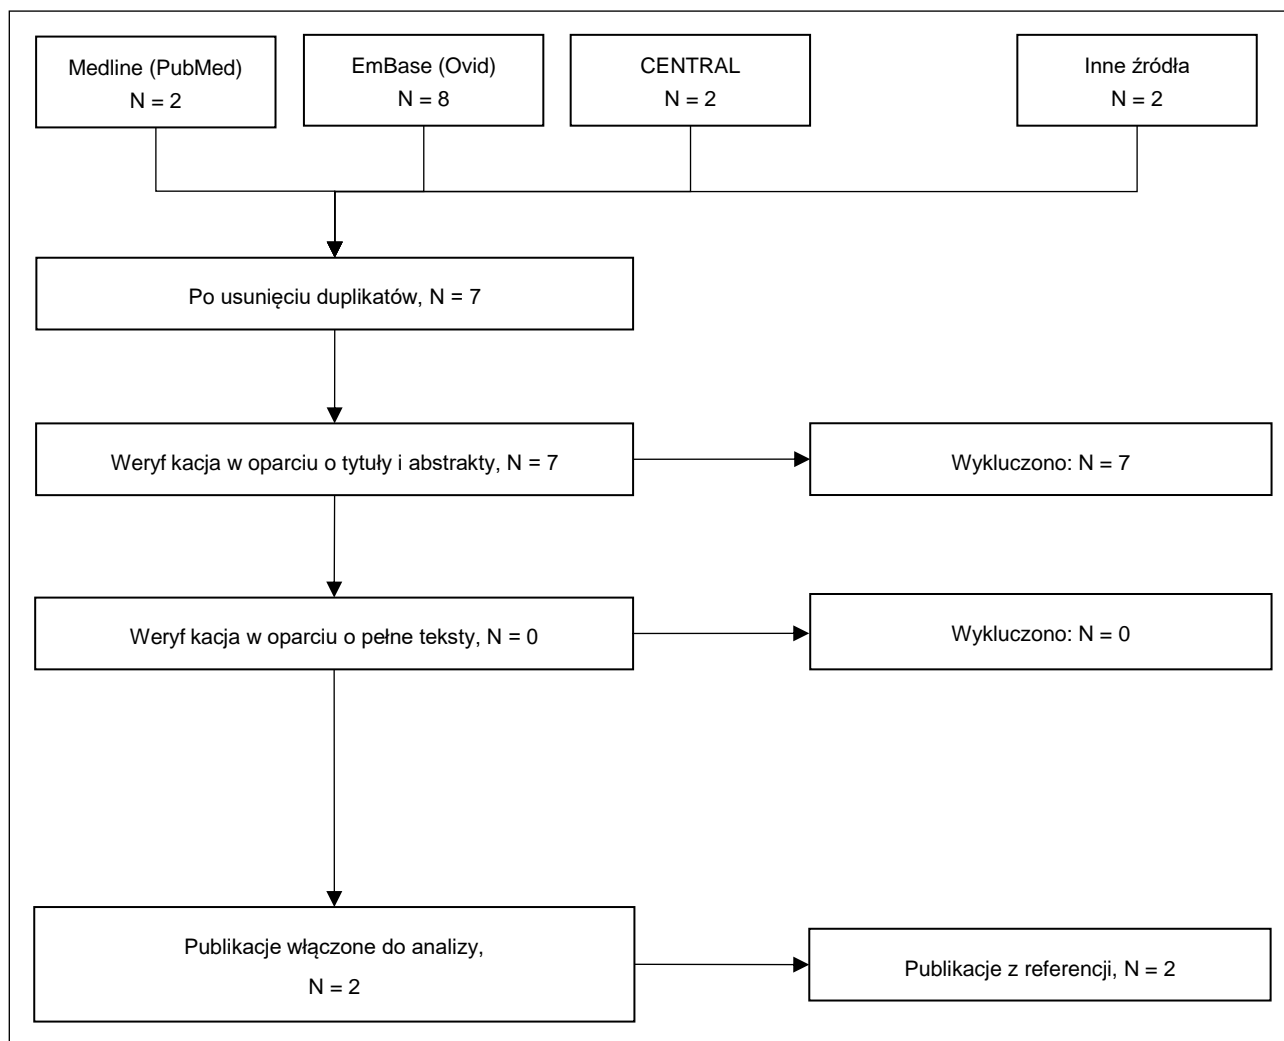 Medline (PubMed)
N = 2
EmBase (Ovid)
N = 8
CENTRAL
N = 2
Inne źródła
N = 2
Po usunięciu duplikatów, N = 7
Weryf kacja w oparciu o tytuły i abstrakty, N = 7
Wykluczono: N = 7
Weryf kacja w oparciu o pełne teksty, N = 0
Wykluczono: N = 0
Publikacje włączone do analizy,
N = 2
Publikacje z referencji, N = 2